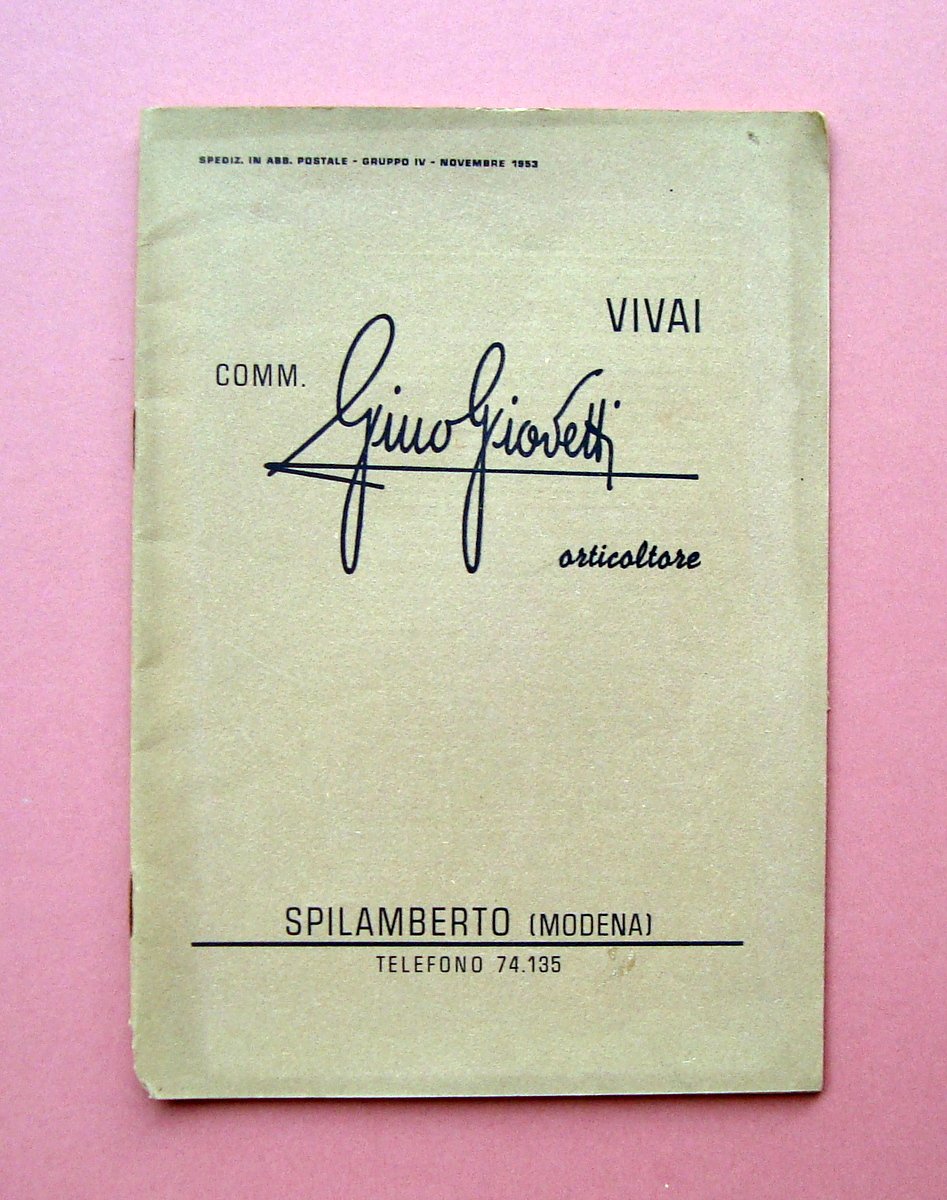 SPEDIZ. IN ABB. POSTALE - GRUPPO IV - NOVEMBRE 1953
VIVAI
COMM. Gino Giovetti
orticoltore
SPILAMBERTO (MODENA)
TELEFONO 74.135